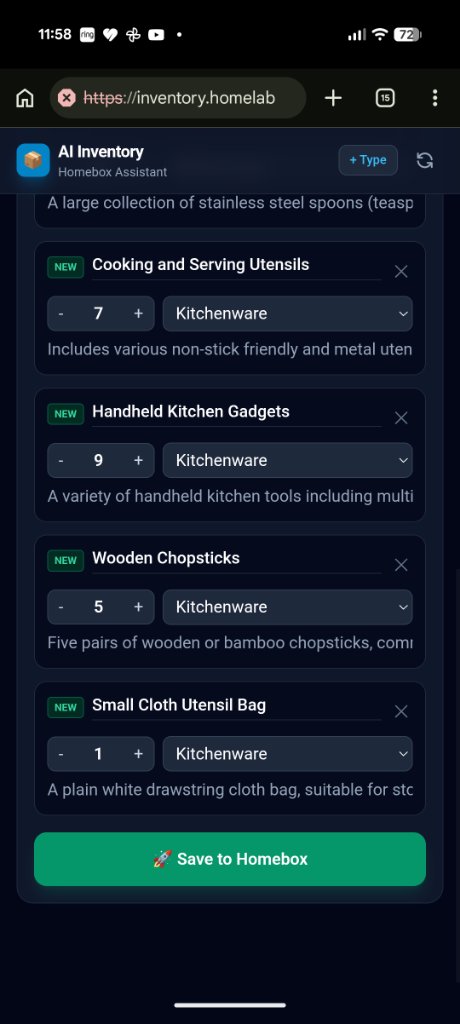 11:58 ring 72
https://inventory.homelab 15
AI Inventory
Homebox Assistant
+ Type
A large collection of stainless steel spoons (teasp
NEW Cooking and Serving Utensils
- 7 + Kitchenware
Includes various non-stick friendly and metal uten
NEW Handheld Kitchen Gadgets
- 9 + Kitchenware
A variety of handheld kitchen tools including multi
NEW Wooden Chopsticks
- 5 + Kitchenware
Five pairs of wooden or bamboo chopsticks, com
NEW Small Cloth Utensil Bag
- 1 + Kitchenware
A plain white drawstring cloth bag, suitable for sto
🚀 Save to Homebox